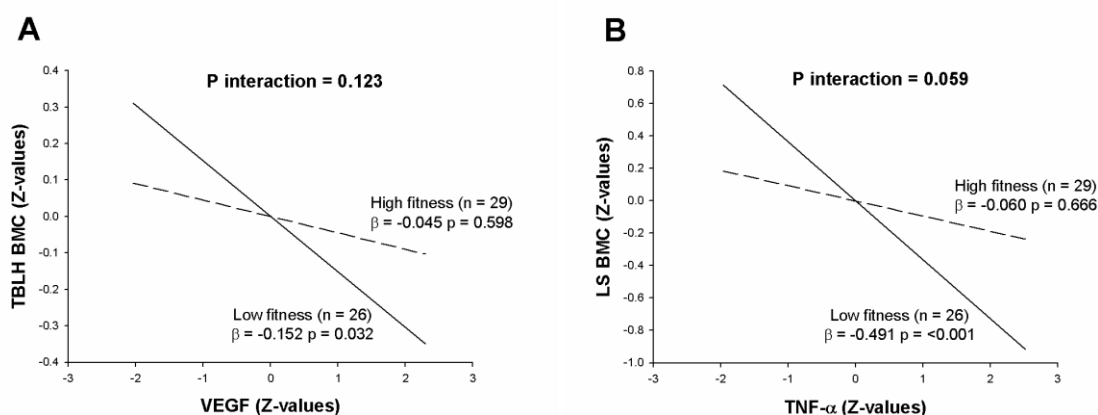 A
P interaction = 0.123
0.4
0.3
0.2
0.1
0.0
-0.1
-0.2
-0.3
-0.4
TBLH BMC (Z-values)
High fitness (n = 29)
β = -0.045 p = 0.598
Low fitness (n = 26)
β = -0.152 p = 0.032
-3
-2
-1
0
1
2
3
VEGF (Z-values)
B
P interaction = 0.059
0.8
0.6
0.4
0.2
0.0
-0.2
-0.4
-0.6
-0.8
-1.0
LS BMC (Z-values)
High fitness (n = 29)
β = -0.060 p = 0.666
Low fitness (n = 26)
β = -0.491 p = <0.001
-3
-2
-1
0
1
2
3
TNF-α (Z-values)